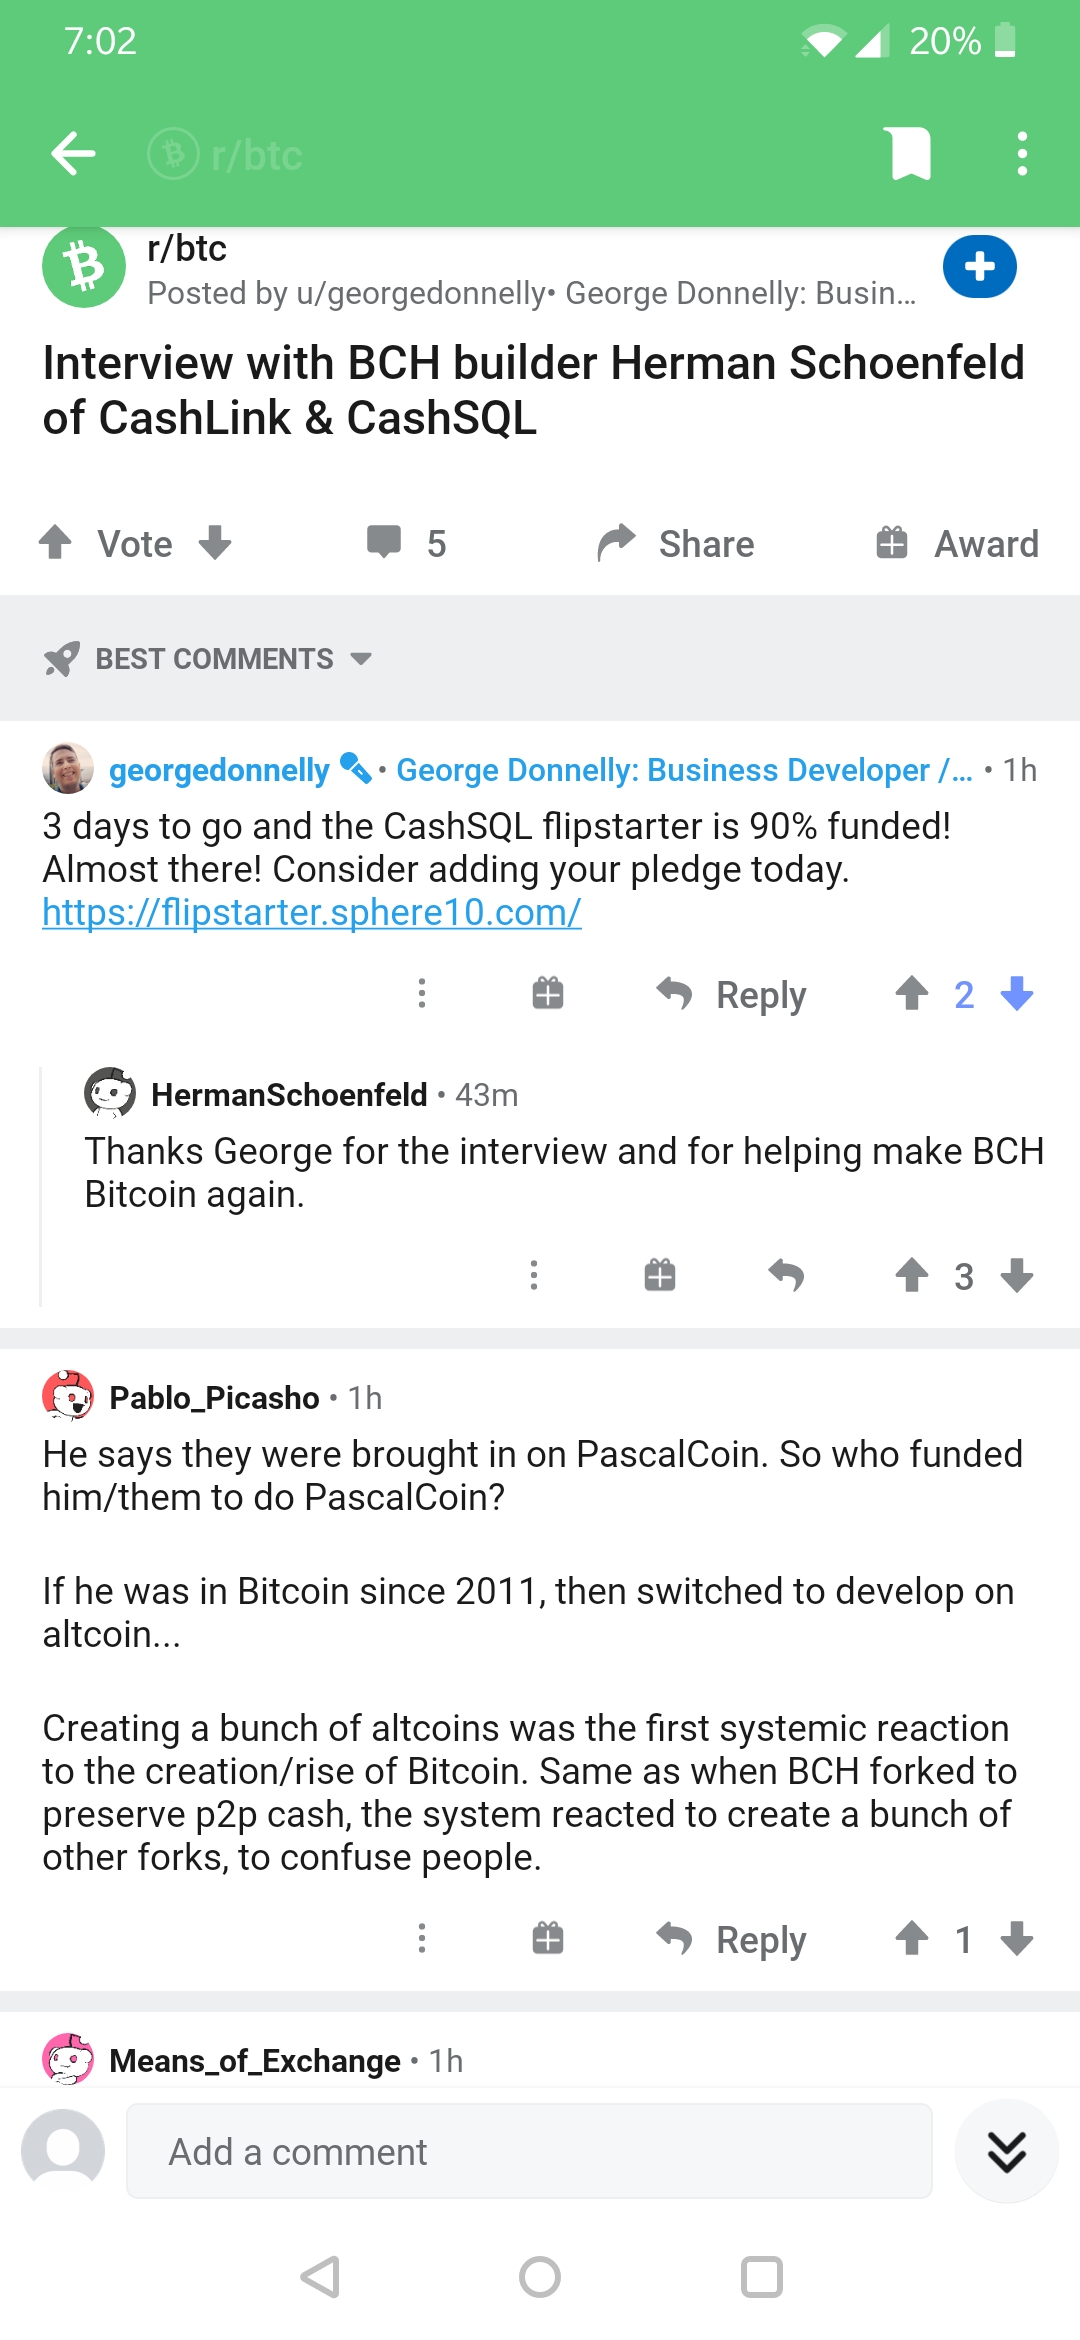 7:02
20%
r/btc
r/btc
Posted by u/georgedonnelly• George Donnelly: Busin...
Interview with BCH builder Herman Schoenfeld
of CashLink & CashSQL
Vote
5
Share
Award
BEST COMMENTS
georgedonnelly • George Donnelly: Business Developer /... • 1h
3 days to go and the CashSQL flipstarter is 90% funded!
Almost there! Consider adding your pledge today.
https://flipstarter.sphere10.com/
Reply
2
HermanSchoenfeld • 43m
Thanks George for the interview and for helping make BCH
Bitcoin again.
3
Pablo_Picasho • 1h
He says they were brought in on PascalCoin. So who funded
him/them to do PascalCoin?
If he was in Bitcoin since 2011, then switched to develop on
altcoin...
Creating a bunch of altcoins was the first systemic reaction
to the creation/rise of Bitcoin. Same as when BCH forked to
preserve p2p cash, the system reacted to create a bunch of
other forks, to confuse people.
Reply
1
Means_of_Exchange • 1h
Add a comment